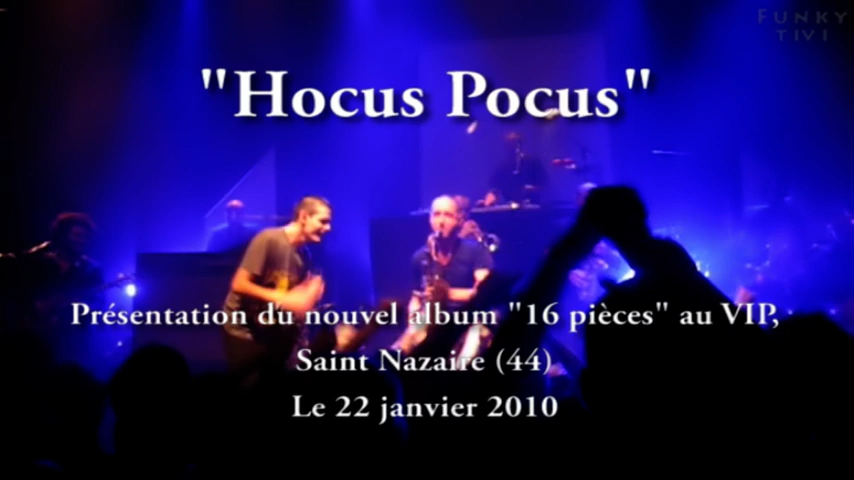 Funky
tivi
"Hocus Pocus"
Présentation du nouvel album "16 pièces" au VIP,
Saint Nazaire (44)
Le 22 janvier 2010